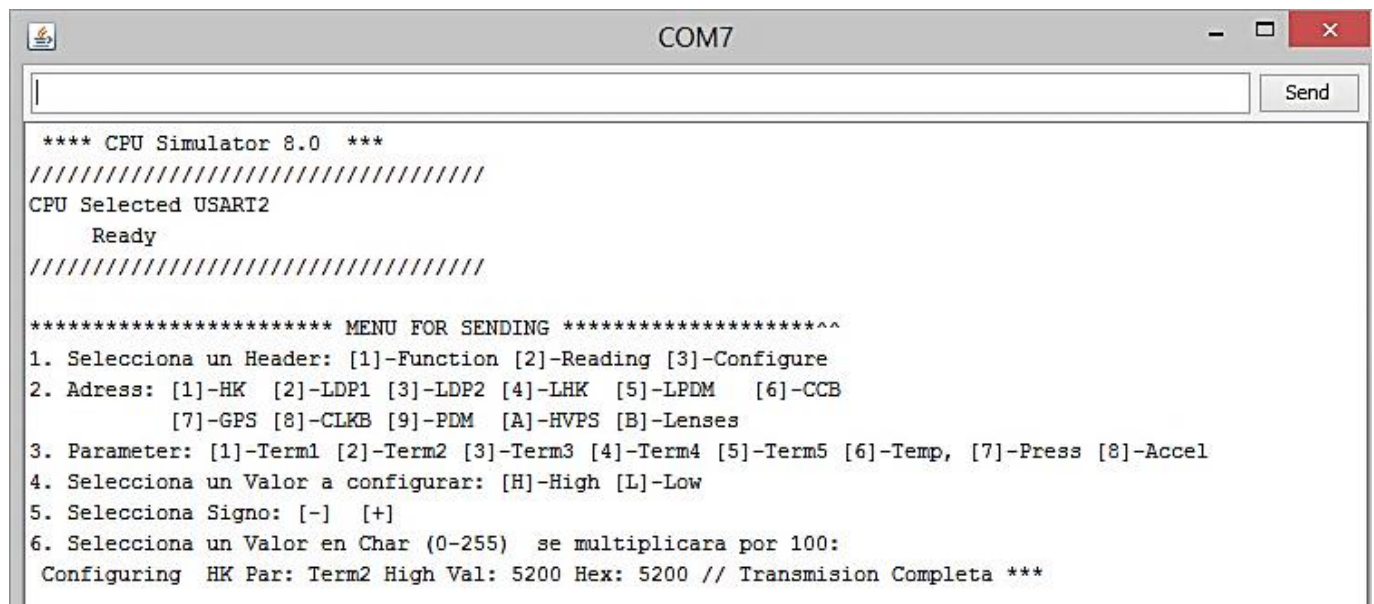 COM7
Send
**** CPU Simulator 8.0 ***
////////////////////////////////////
CPU Selected USART2
Ready
////////////////////////////////////
************************ MENU FOR SENDING ********************^^
1. Selecciona un Header: [1]-Function [2]-Reading [3]-Configure
2. Adress: [1]-HK [2]-LDP1 [3]-LDP2 [4]-LHK [5]-LPDM [6]-CCB
[7]-GPS [8]-CLKB [9]-PDM [A]-HVPS [B]-Lenses
3. Parameter: [1]-Term1 [2]-Term2 [3]-Term3 [4]-Term4 [5]-Term5 [6]-Temp, [7]-Press [8]-Accel
4. Selecciona un Valor a configurar: [H]-High [L]-Low
5. Selecciona Signo: [-] [+]
6. Selecciona un Valor en Char (0-255) se multiplicara por 100:
Configuring HK Par: Term2 High Val: 5200 Hex: 5200 // Transmision Completa ***